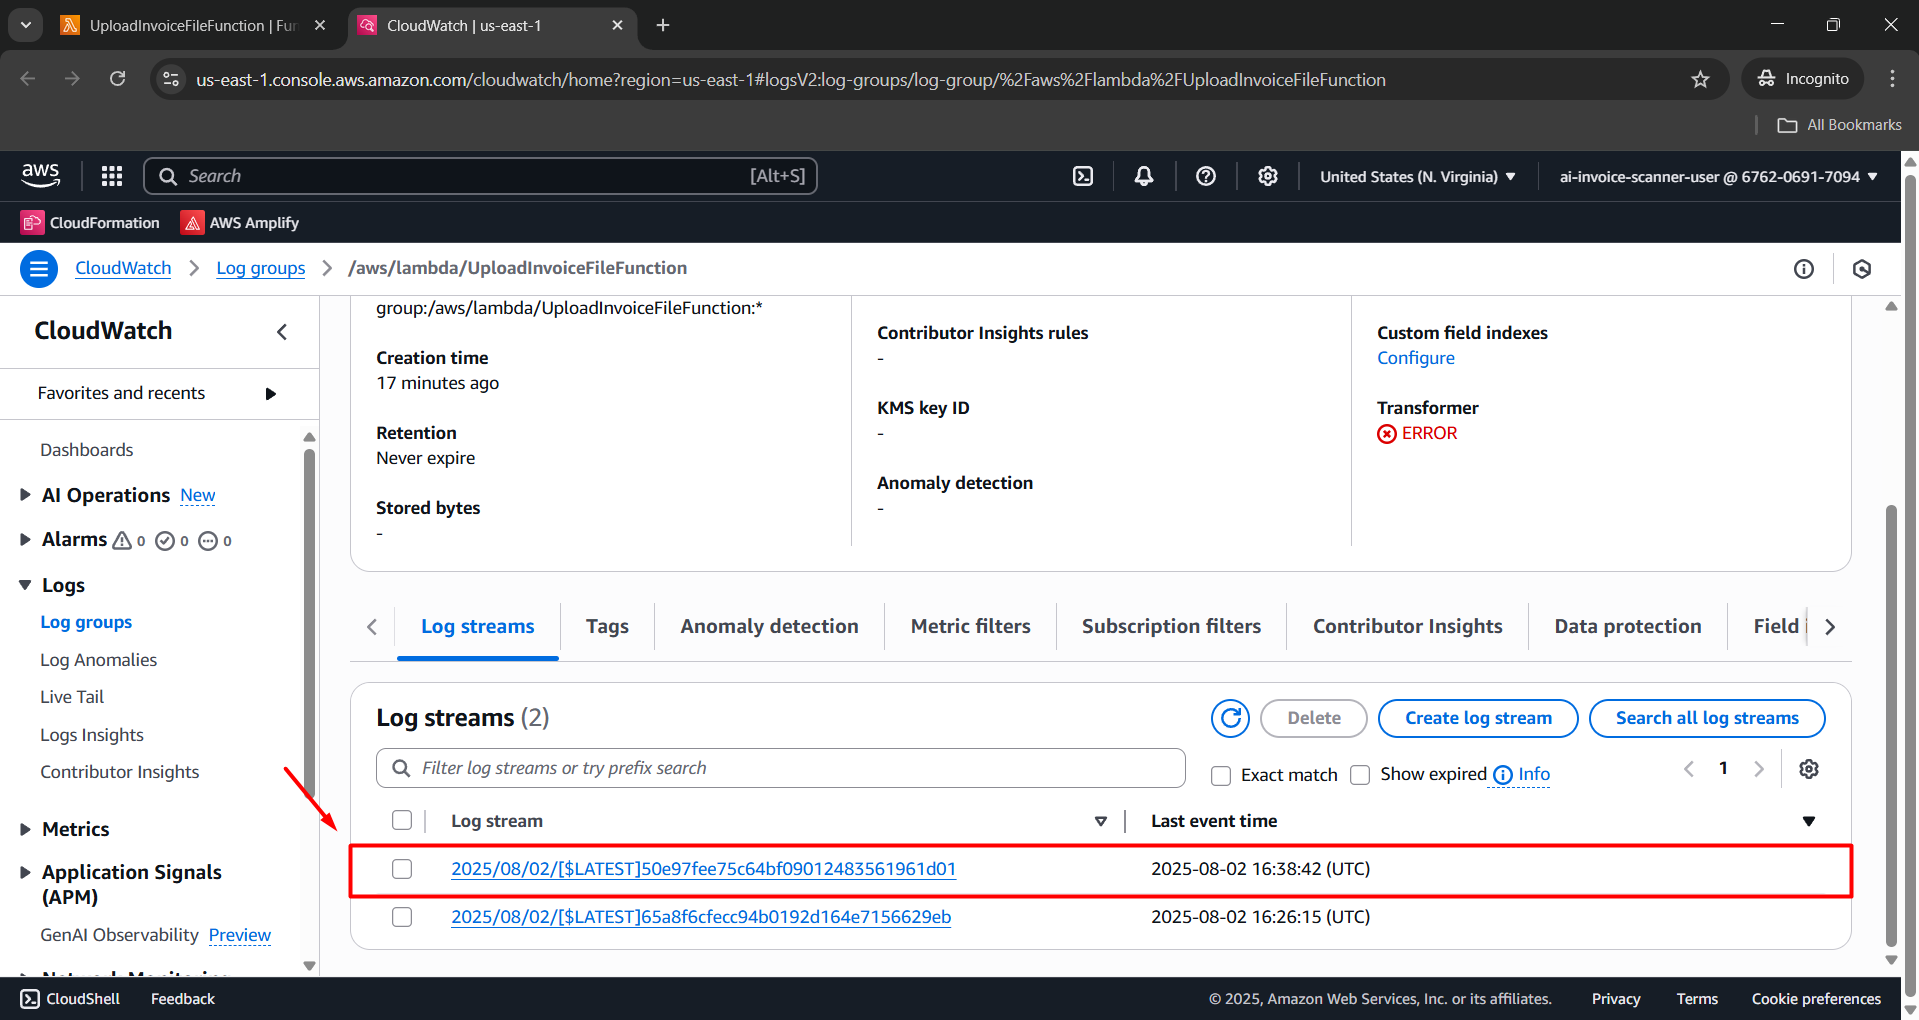 UploadInvoiceFileFunction | Fun
CloudWatch | us-east-1
us-east-1.console.aws.amazon.com/cloudwatch/home?region=us-east-1#logsV2:log-groups/log-group/%2Faws%2Flambda%2FUploadInvoiceFileFunction
Incognito
All Bookmarks
aws
Search
[Alt+S]
United States (N. Virginia)
ai-invoice-scanner-user @ 6762-0691-7094
CloudFormation
AWS Amplify
CloudWatch
Log groups
/aws/lambda/UploadInvoiceFileFunction
CloudWatch
Favorites and recents
Dashboards
AI Operations New
Alarms 0 0 0
Logs
Log groups
Log Anomalies
Live Tail
Logs Insights
Contributor Insights
Metrics
Application Signals
(APM)
GenAI Observability Preview
group:/aws/lambda/UploadInvoiceFileFunction:*
Creation time
17 minutes ago
Retention
Never expire
Stored bytes
-
Contributor Insights rules
-
KMS key ID
-
Anomaly detection
-
Custom field indexes
Configure
Transformer
ERROR
Log streams
Tags
Anomaly detection
Metric filters
Subscription filters
Contributor Insights
Data protection
Field i
Log streams (2)
Delete
Create log stream
Search all log streams
Filter log streams or try prefix search
Exact match
Show expired
Info
1
Log stream
Last event time
2025/08/02/[$LATEST]50e97fee75c64bf09012483561961d01
2025-08-02 16:38:42 (UTC)
2025/08/02/[$LATEST]65a8f6cfecc94b0192d164e7156629eb
2025-08-02 16:26:15 (UTC)
CloudShell
Feedback
© 2025, Amazon Web Services, Inc. or its affiliates.
Privacy
Terms
Cookie preferences